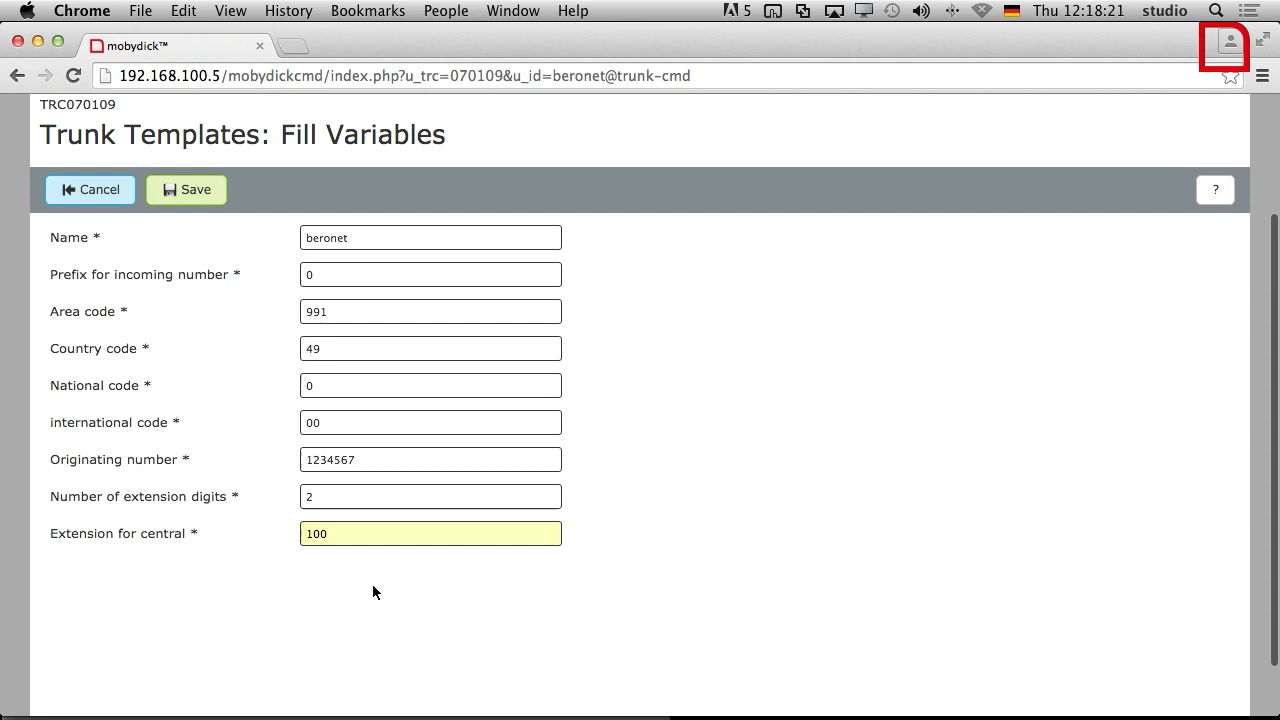 Chrome File Edit View History Bookmarks People Window Help 5 Thu 12:18:21 studio
mobydick™
192.168.100.5/mobydickcmd/index.php?u_trc=070109&u_id=beronet@trunk-cmd
TRC070109
Trunk Templates: Fill Variables
Cancel Save ?
Name * beronet
Prefix for incoming number * 0
Area code * 991
Country code * 49
National code * 0
international code * 00
Originating number * 1234567
Number of extension digits * 2
Extension for central * 100